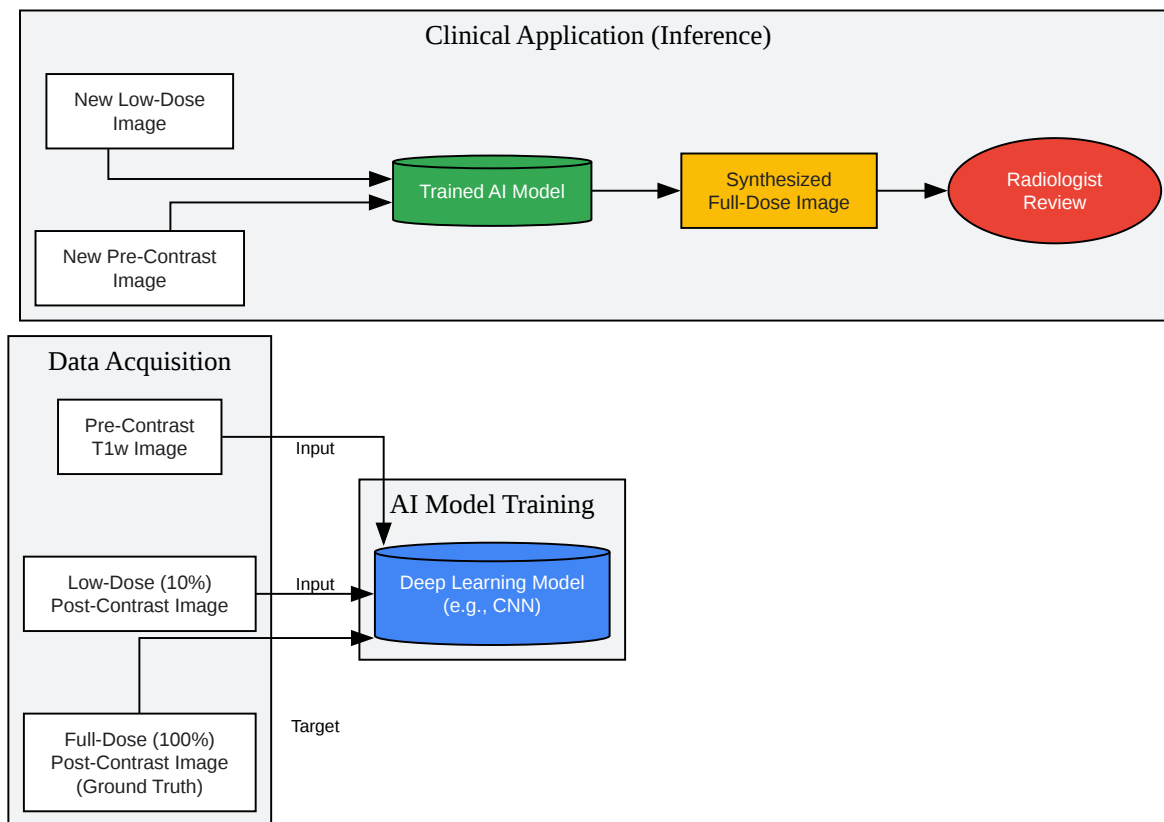 Clinical Application (Inference)
New Low-Dose
Image
New Pre-Contrast
Image
Trained AI Model
Synthesized
Full-Dose Image
Radiologist
Review
Data Acquisition
Pre-Contrast
T1w Image
Input
AI Model Training
Low-Dose (10%)
Post-Contrast Image
Input
Deep Learning Model
(e.g., CNN)
Full-Dose (100%)
Post-Contrast Image
(Ground Truth)
Target